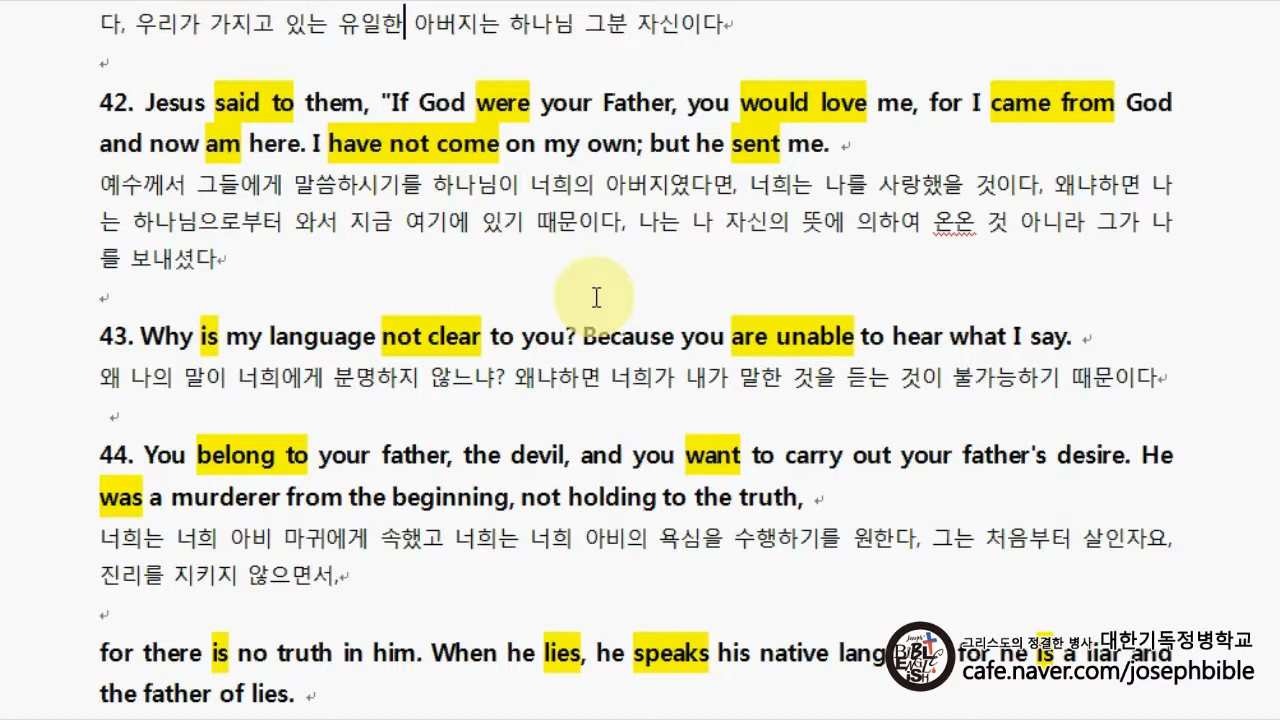 다, 우리가 가지고 있는 유일한 아버지는 하나님 그분 자신이다
42. Jesus said to them, "If God were your Father, you would love me, for I came from God
and now am here. I have not come on my own; but he sent me.
예수께서 그들에게 말씀하시기를 하나님이 너희의 아버지였다면, 너희는 나를 사랑했을 것이다, 왜냐하면 나
는 하나님으로부터 와서 지금 여기에 있기 때문이다, 나는 나 자신의 뜻에 의하여 온온 것 아니라 그가 나
를 보내셨다
43. Why is my language not clear to you? Because you are unable to hear what I say.
왜 나의 말이 너희에게 분명하지 않느냐? 왜냐하면 너희가 내가 말한 것을 듣는 것이 불가능하기 때문이다
44. You belong to your father, the devil, and you want to carry out your father's desire. He
was a murderer from the beginning, not holding to the truth,
너희는 너희 아비 마귀에게 속했고 너희는 너희 아비의 욕심을 수행하기를 원한다, 그는 처음부터 살인자요,
진리를 지키지 않으면서,
for there is no truth in him. When he lies, he speaks his native lang for he is a liar and
the father of lies.
Joseph's BIBLE ENGLISH
그리스도의 정결한 병사 대한기독정병학교
cafe.naver.com/josephbible